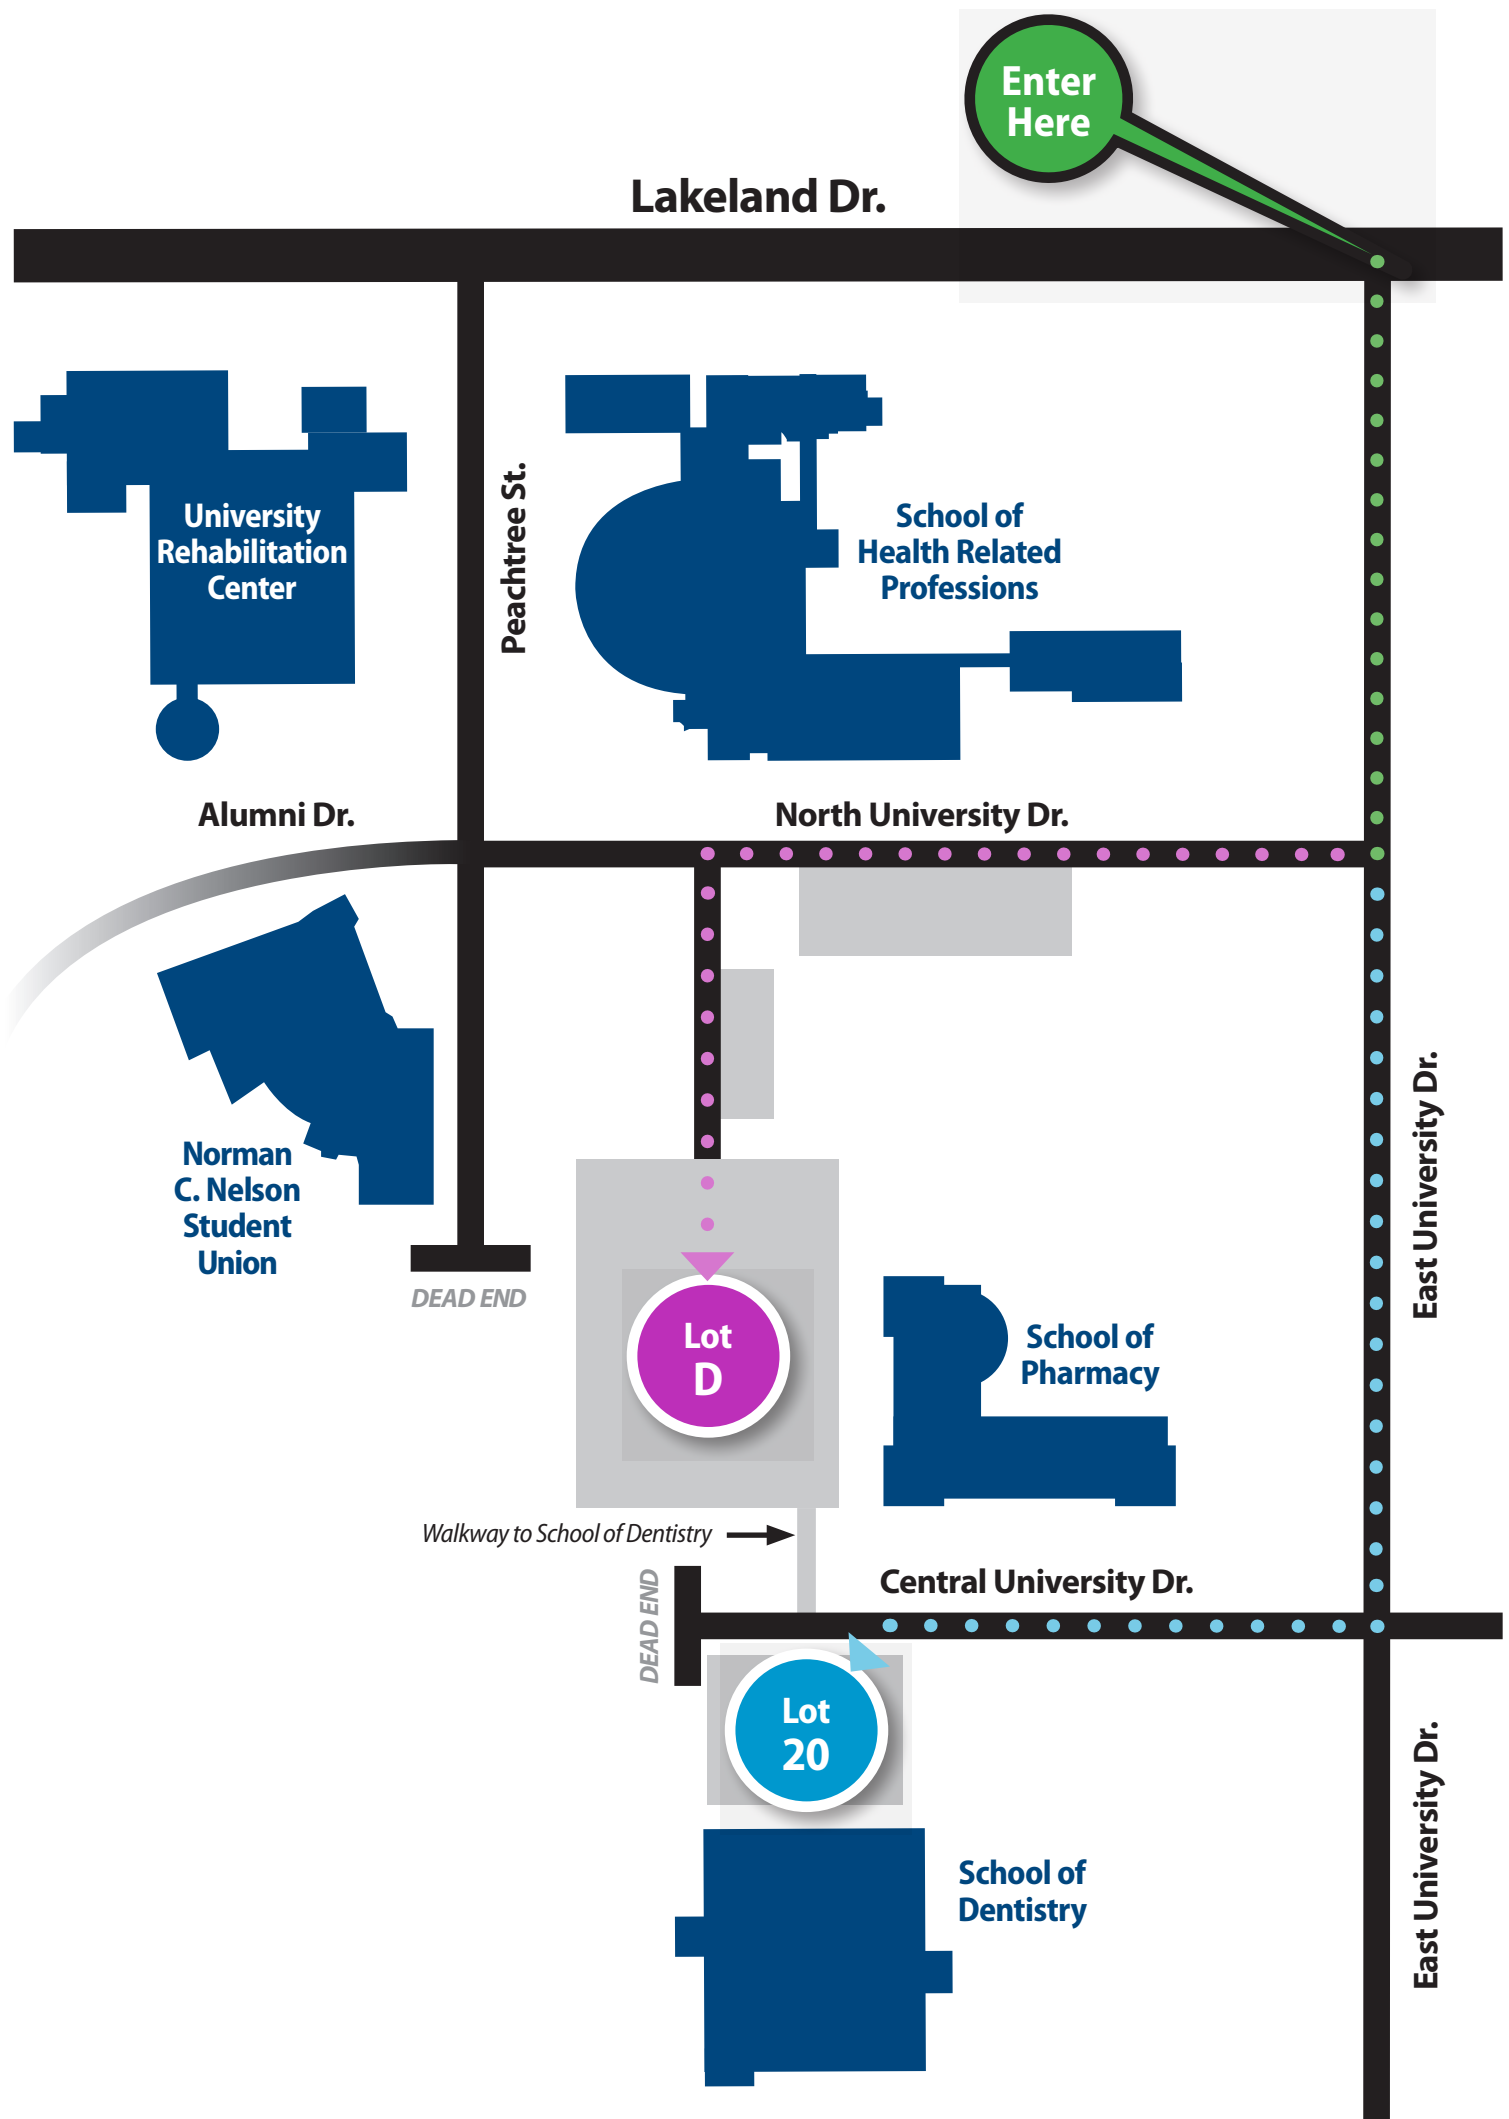 Enter
Here
Lakeland Dr.
University
Rehabilitation
Center
Peachtree St.
School of
Health Related
Professions
Alumni Dr.
North University Dr.
Norman
C. Nelson
Student
Union
DEAD END
East University Dr.
Lot
D
School of
Pharmacy
Walkway to School of Dentistry
DEAD END
Central University Dr.
Lot
20
East University Dr.
School of
Dentistry